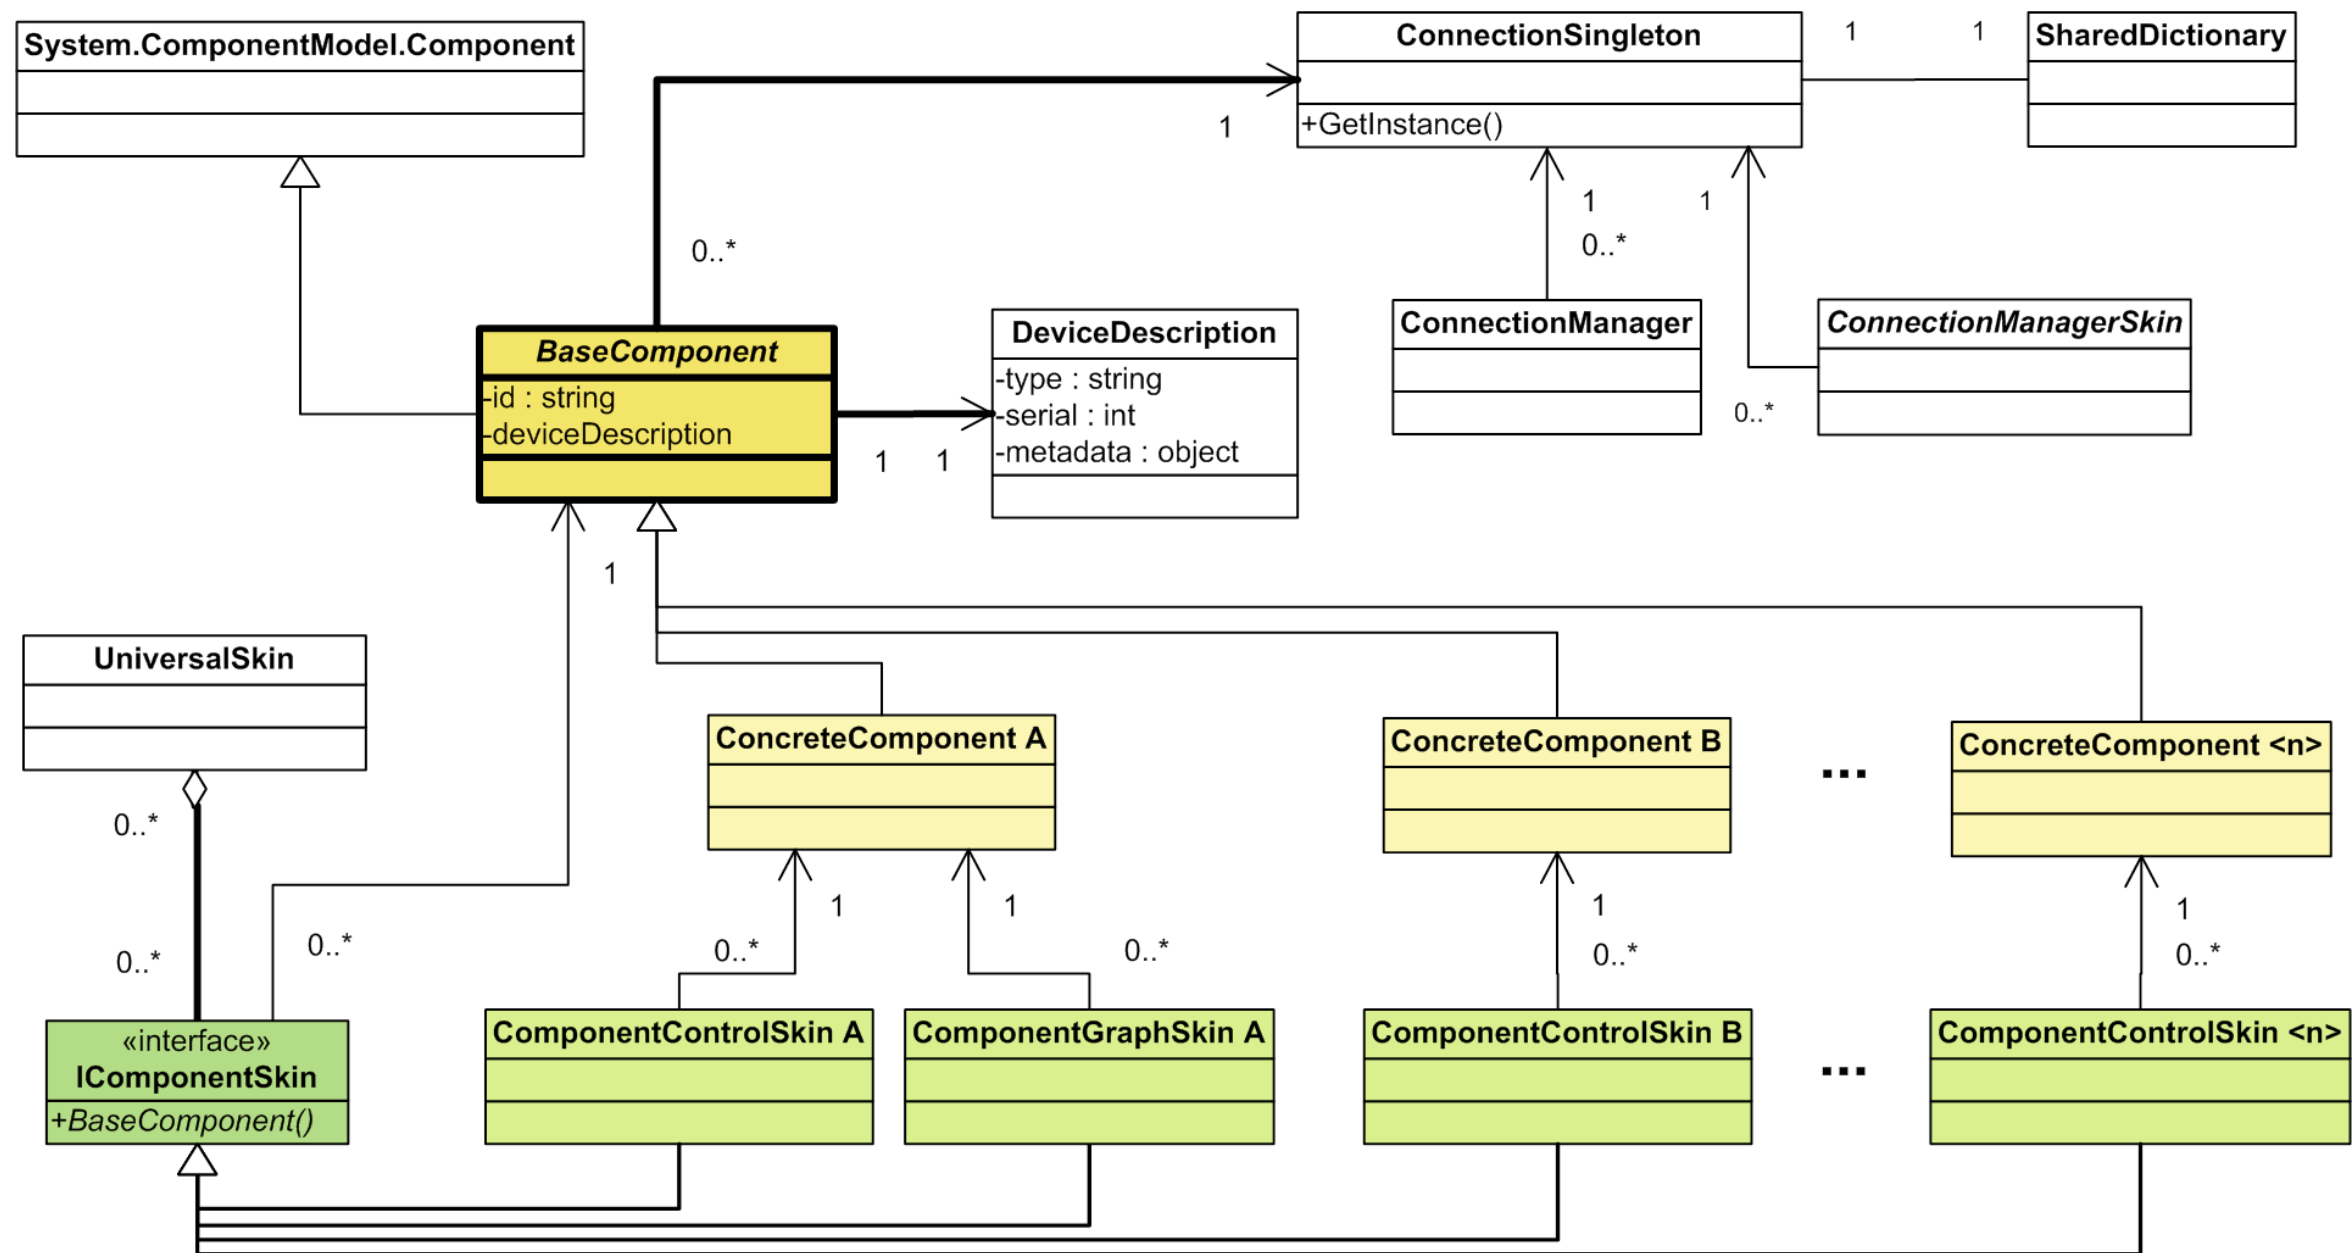 System.ComponentModel.Component
ConnectionSingleton
+GetInstance()
1
1
SharedDictionary
1
0..*
1
0..*
1
0..*
ConnectionManager
ConnectionManagerSkin
BaseComponent
-id : string
-deviceDescription
1
1
DeviceDescription
-type : string
-serial : int
-metadata : object
1
UniversalSkin
0..*
0..*
0..*
ConcreteComponent A
ConcreteComponent B
...
ConcreteComponent <n>
1
0..*
1
0..*
1
0..*
1
0..*
«interface»
IComponentSkin
+BaseComponent()
ComponentControlSkin A
ComponentGraphSkin A
ComponentControlSkin B
...
ComponentControlSkin <n>